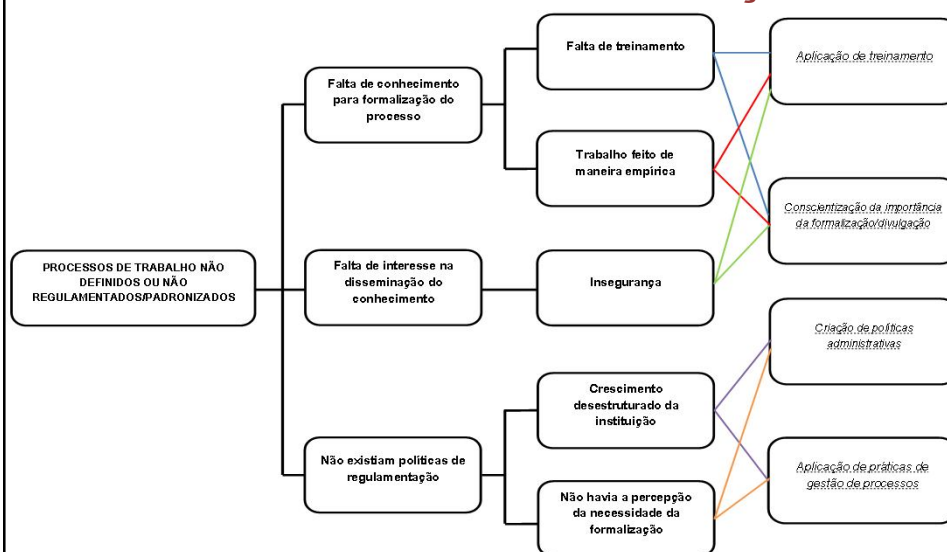 Falta de treinamento
Aplicação de treinamento
Falta de conhecimento
para formalização do
processo
Trabalho feito de
maneira empírica
Conscientização da importância
da formalização/divulgação
PROCESSOS DE TRABALHO NÃO
DEFINIDOS OU NÃO
REGULAMENTADOS/PADRONIZADOS
Falta de interesse na
disseminação do
conhecimento
Insegurança
Criação de políticas
administrativas
Crescimento
desestruturado da
instituição
Não existiam políticas de
regulamentação
Aplicação de práticas de
gestão de processos
Não havia a percepção
da necessidade da
formalização